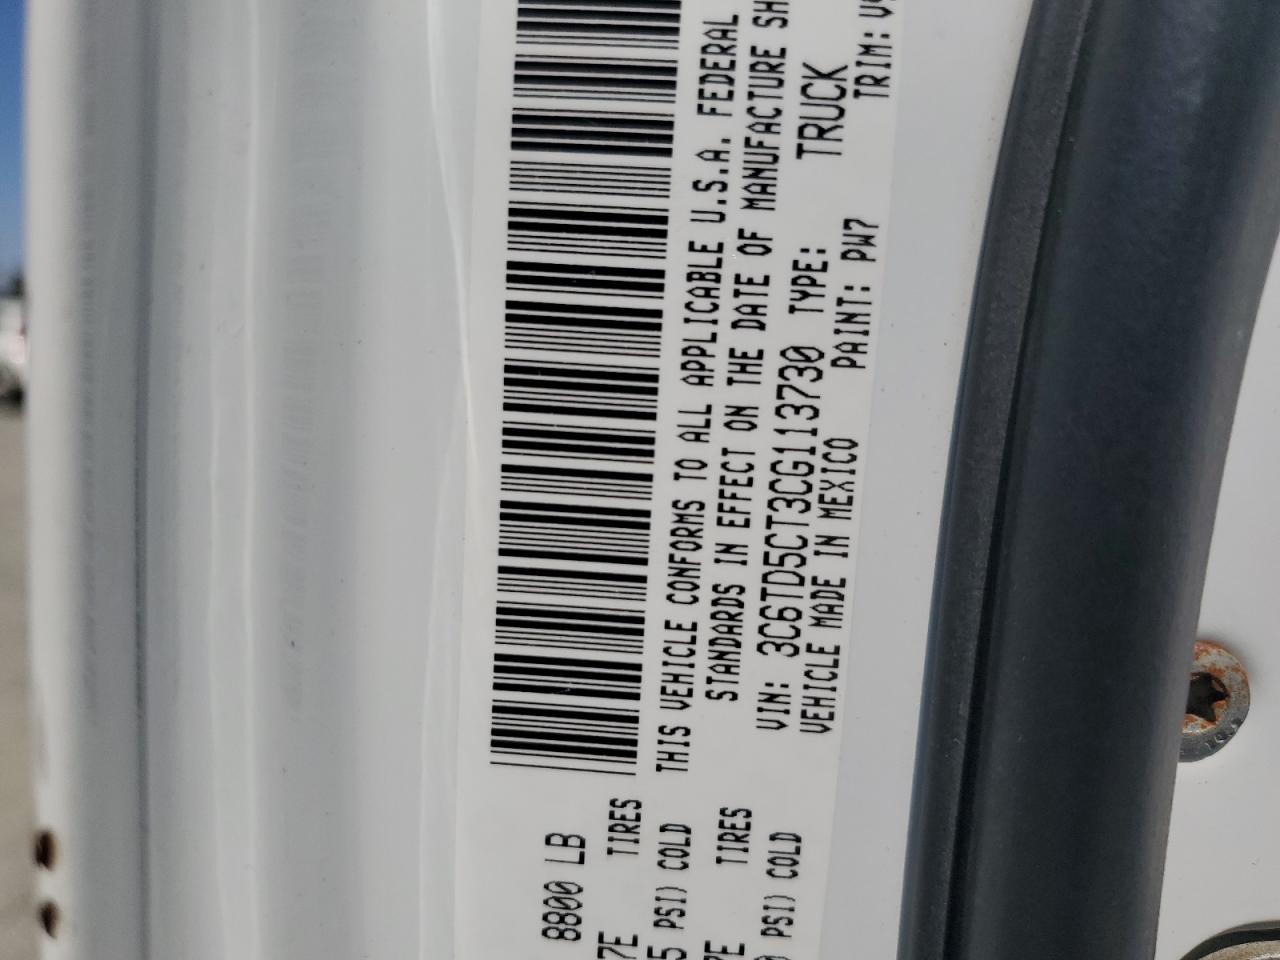 8800 LB
TIRES
PSI) COLD
TIRES
PSI) COLD
THIS VEHICLE CONFORMS TO ALL APPLICABLE U.S.A. FEDERAL
STANDARDS IN EFFECT ON THE DATE OF MANUFACTURE
VIN: 3C6TD5CT3CG113730 TYPE: TRUCK
VEHICLE MADE IN MEXICO PAINT: PW7 TRIM: